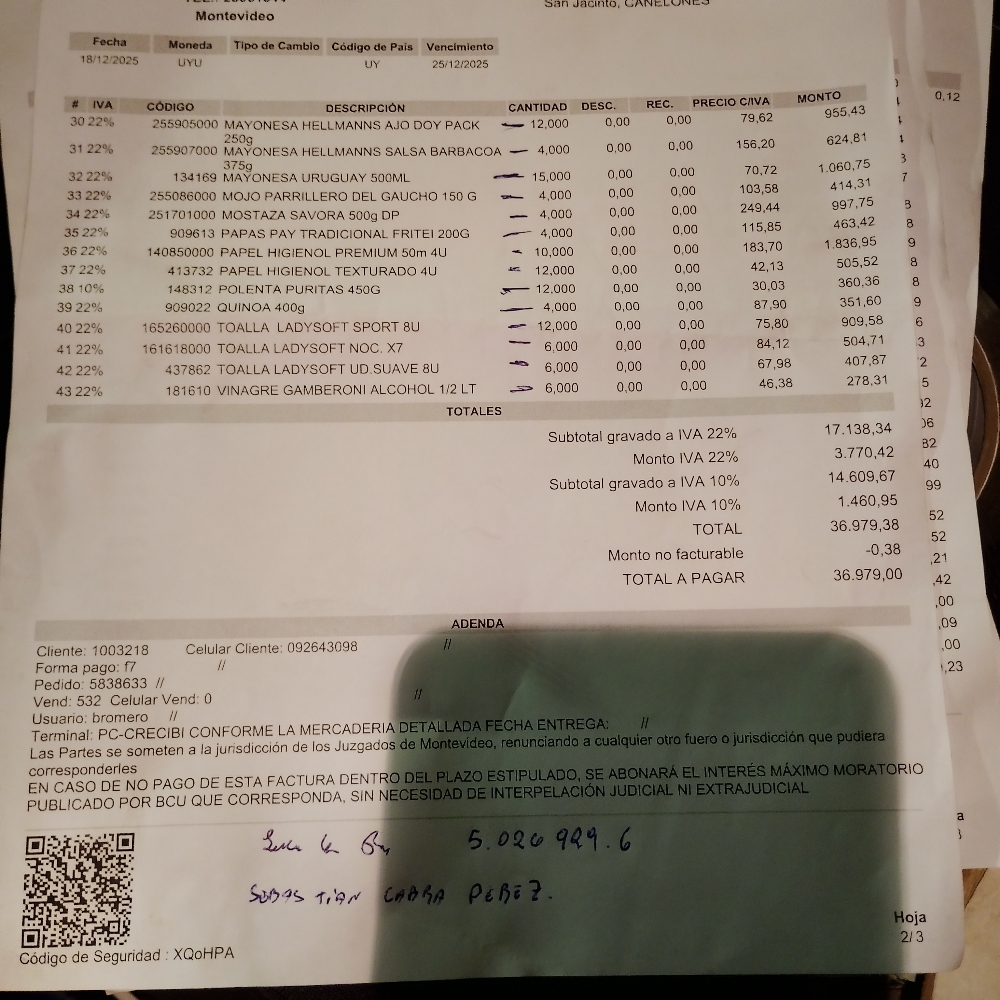 Montevideo
San Jacinto, CANELONES
Fecha Moneda Tipo de Cambio Código de País Vencimiento
18/12/2025 UYU UY 25/12/2025
# IVA CÓDIGO DESCRIPCIÓN CANTIDAD DESC. REC. PRECIO C/IVA MONTO
30 22% 255905000 MAYONESA HELLMANNS AJO DOY PACK 250g 12,000 0,00 0,00 79,62 955,43
31 22% 255907000 MAYONESA HELLMANNS SALSA BARBACOA 375g 4,000 0,00 0,00 156,20 624,81
32 22% 134169 MAYONESA URUGUAY 500ML 15,000 0,00 0,00 70,72 1.060,75
33 22% 255086000 MOJO PARRILLERO DEL GAUCHO 150 G 4,000 0,00 0,00 103,58 414,31
34 22% 251701000 MOSTAZA SAVORA 500g DP 4,000 0,00 0,00 249,44 997,75
35 22% 909613 PAPAS PAY TRADICIONAL FRITEI 200G 4,000 0,00 0,00 115,85 463,42
36 22% 140850000 PAPEL HIGIENOL PREMIUM 50m 4U 10,000 0,00 0,00 183,70 1.836,95
37 22% 413732 PAPEL HIGIENOL TEXTURADO 4U 12,000 0,00 0,00 42,13 505,52
38 10% 148312 POLENTA PURITAS 450G 12,000 0,00 0,00 30,03 360,36
39 22% 909022 QUINOA 400g 4,000 0,00 0,00 87,90 351,60
40 22% 165260000 TOALLA LADYSOFT SPORT 8U 12,000 0,00 0,00 75,80 909,58
41 22% 161618000 TOALLA LADYSOFT NOC. X7 6,000 0,00 0,00 84,12 504,71
42 22% 437862 TOALLA LADYSOFT UD.SUAVE 8U 6,000 0,00 0,00 67,98 407,87
43 22% 181610 VINAGRE GAMBERONI ALCOHOL 1/2 LT 6,000 0,00 0,00 46,38 278,31
TOTALES
Subtotal gravado a IVA 22% 17.138,34
Monto IVA 22% 3.770,42
Subtotal gravado a IVA 10% 14.609,67
Monto IVA 10% 1.460,95
TOTAL 36.979,38
Monto no facturable -0,38
TOTAL A PAGAR 36.979,00
ADENDA
Cliente: 1003218 Celular Cliente: 092643098 //
Forma pago: f7 //
Pedido: 5838633 //
Vend: 532 Celular Vend: 0 //
Usuario: bromero //
Terminal: PC-CRECIBI CONFORME LA MERCADERIA DETALLADA FECHA ENTREGA: //
Las Partes se someten a la jurisdicción de los Juzgados de Montevideo, renunciando a cualquier otro fuero o jurisdicción que pudiera
corresponderles
EN CASO DE NO PAGO DE ESTA FACTURA DENTRO DEL PLAZO ESTIPULADO, SE ABONARÁ EL INTERÉS MÁXIMO MORATORIO
PUBLICADO POR BCU QUE CORRESPONDA, SIN NECESIDAD DE INTERPELACIÓN JUDICIAL NI EXTRAJUDICIAL
5.026929.6
SEBAS TIAN CABRA PEREZ.
Código de Seguridad : XQoHPA
Hoja
2/3
0,12